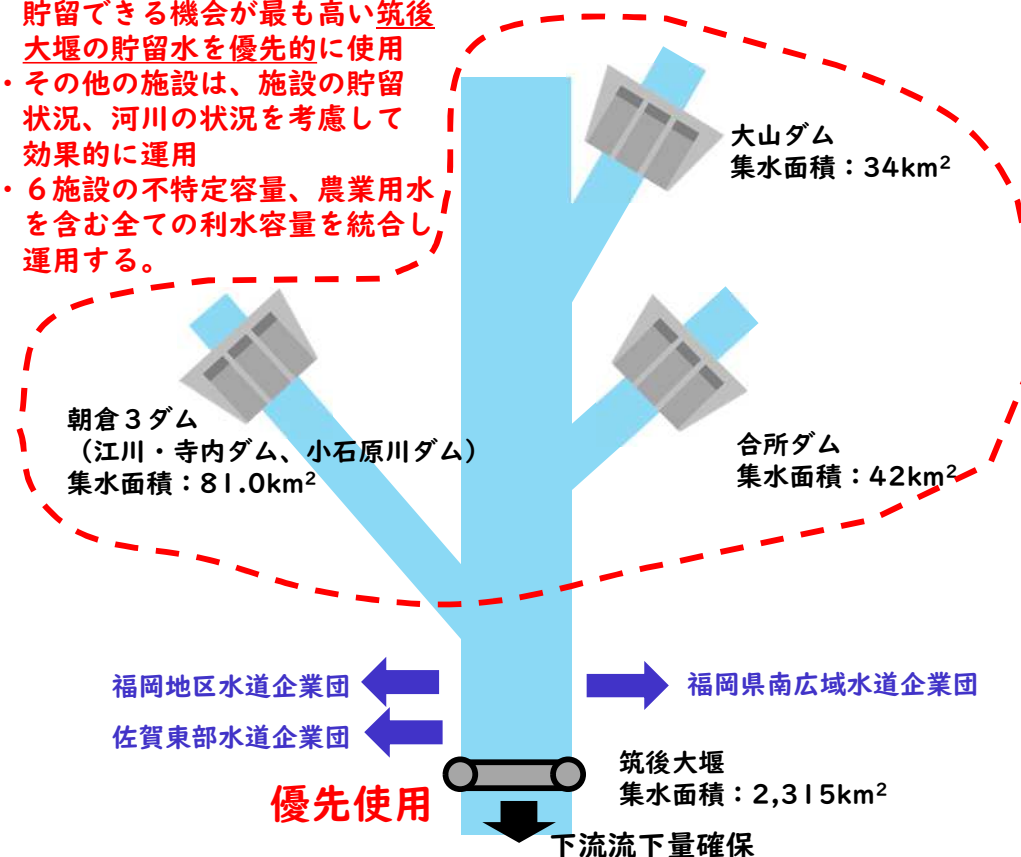 貯留できる機会が最も高い筑後
大堰の貯留水を優先的に使用
・その他の施設は、施設の貯留
状況、河川の状況を考慮して
効果的に運用
・６施設の不特定容量、農業用水
を含む全ての利水容量を統合し
運用する。
大山ダム
集水面積：34km²
朝倉３ダム
（江川・寺内ダム、小石原川ダム）
集水面積：81.0km²
合所ダム
集水面積：42km²
福岡地区水道企業団
福岡県南広域水道企業団
佐賀東部水道企業団
筑後大堰
集水面積：2,315km²
優先使用
下流流下量確保